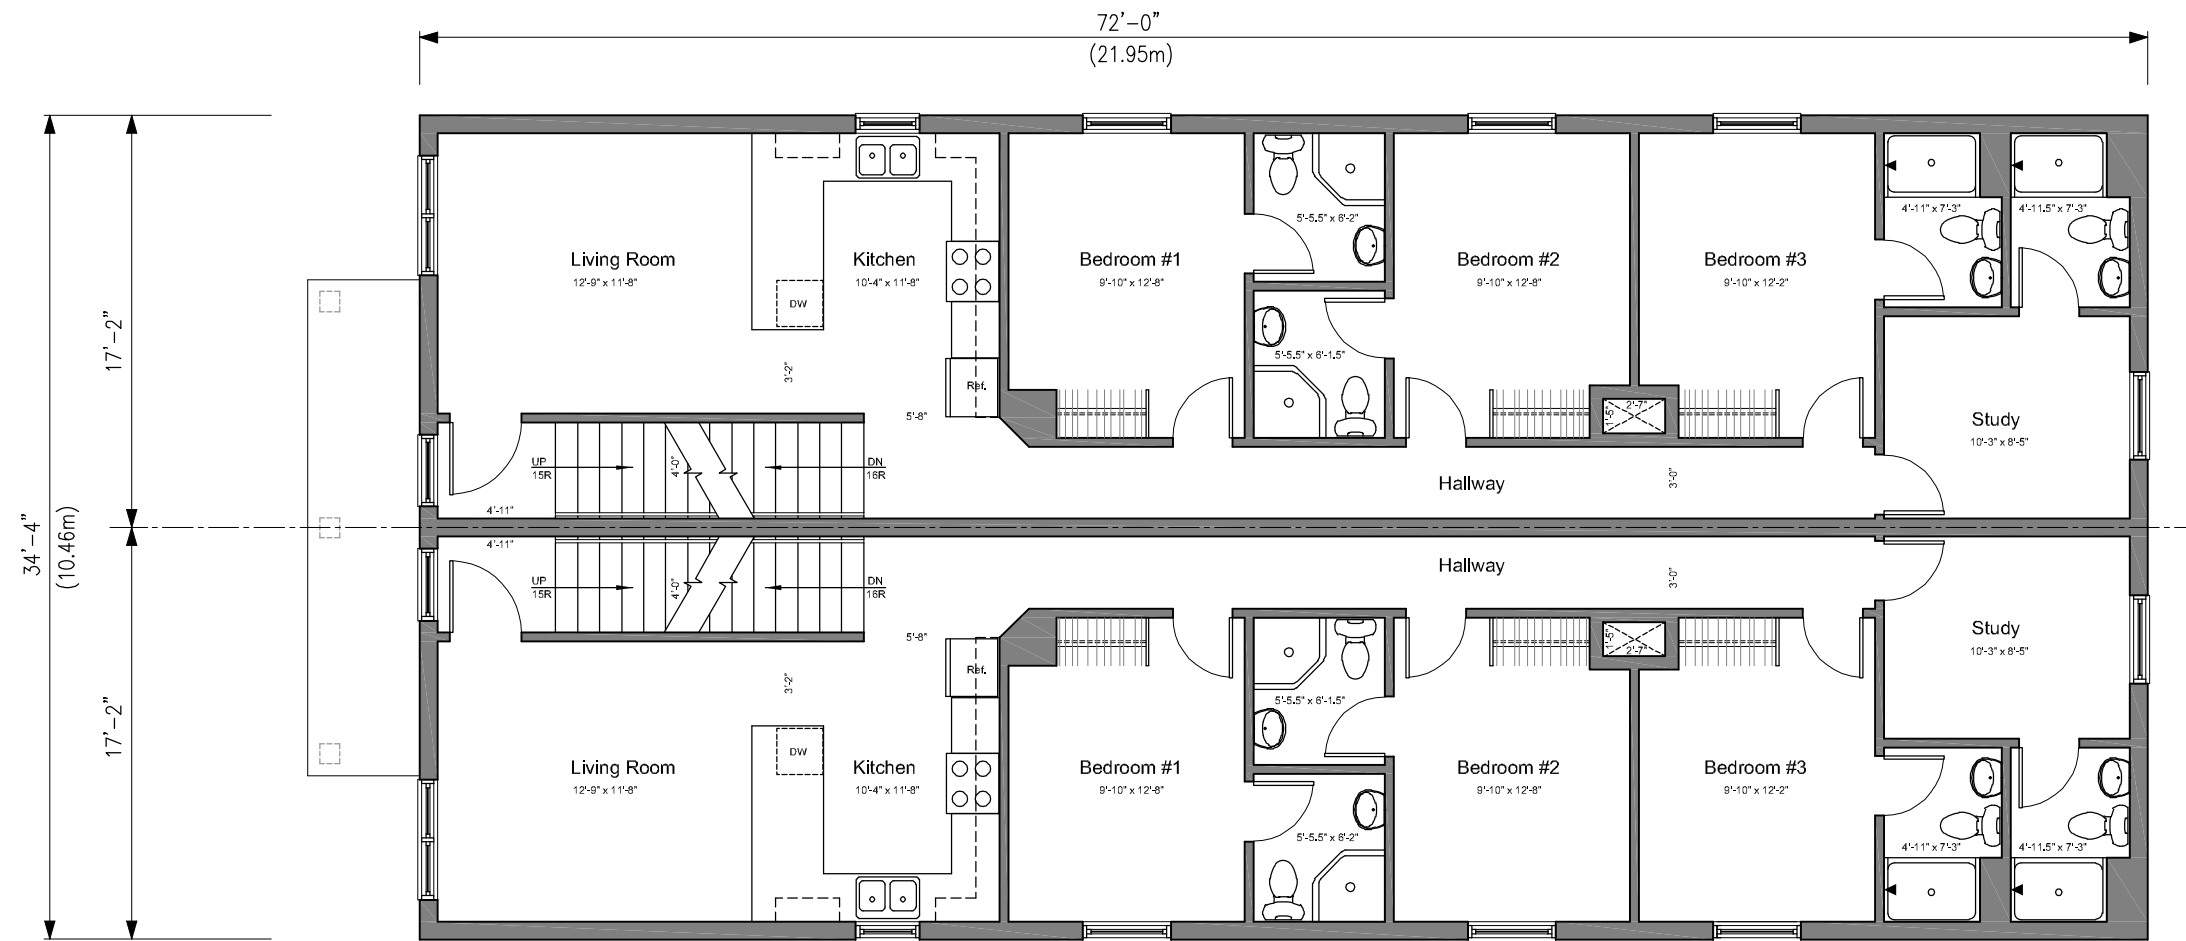 72'-0"
(21.95m)
5'-5.5" x 6'-2"
4'-11" x 7'-3"
4'-11.5" x 7'-3"
Living Room
12'-9" x 11'-8"
Kitchen
10'-4" x 11'-8"
Bedroom #1
9'-10" x 12'-8"
Bedroom #2
9'-10" x 12'-8"
Bedroom #3
9'-10" x 12'-2"
DW
17'-2"
5'-5.5" x 6'-1.5"
3'-2"
Ref.
5'-8"
1'-5"
2'-7"
Study
10'-3" x 8'-5"
UP
15R
4'-0"
DN
16R
Hallway
3'-0"
4'-11"
34'-4"
(10.46m)
4'-11"
UP
15R
4'-0"
DN
16R
Hallway
3'-0"
5'-8"
1'-5"
2'-7"
Study
10'-3" x 8'-5"
Ref.
3'-2"
17'-2"
5'-5.5" x 6'-1.5"
DW
Living Room
12'-9" x 11'-8"
Kitchen
10'-4" x 11'-8"
Bedroom #1
9'-10" x 12'-8"
Bedroom #2
9'-10" x 12'-8"
Bedroom #3
9'-10" x 12'-2"
5'-5.5" x 6'-2"
4'-11" x 7'-3"
4'-11.5" x 7'-3"